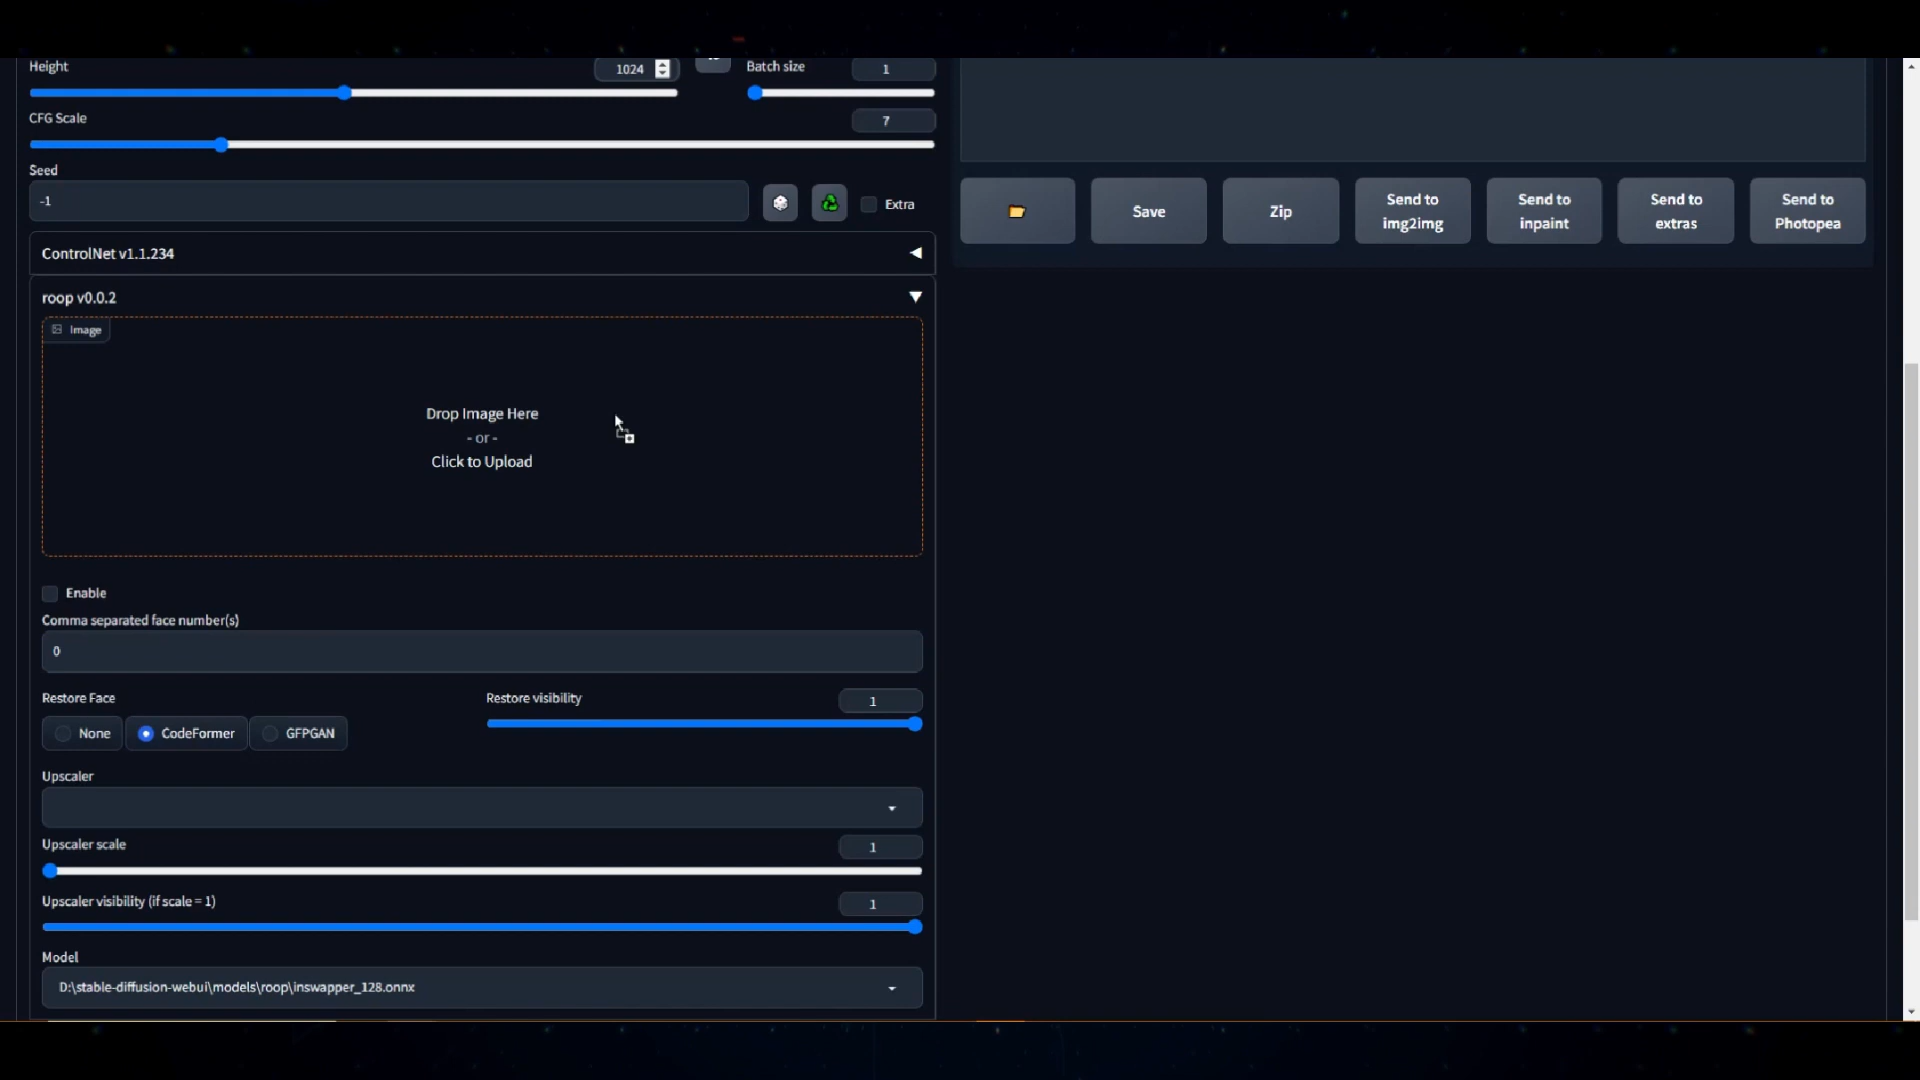 Height
1024
Batch size
1
CFG Scale
7
Seed
-1
Extra
ControlNet v1.1.234
roop v0.0.2
Image
Drop Image Here
- or -
Click to Upload
Enable
Comma separated face number(s)
0
Restore Face
None
CodeFormer
GFPGAN
Restore visibility
1
Upscaler
Upscaler scale
1
Upscaler visibility (if scale = 1)
1
Model
D:\stable-diffusion-webui\models\roop\inswapper_128.onnx
Save
Zip
Send to
img2img
Send to
inpaint
Send to
extras
Send to
Photopea